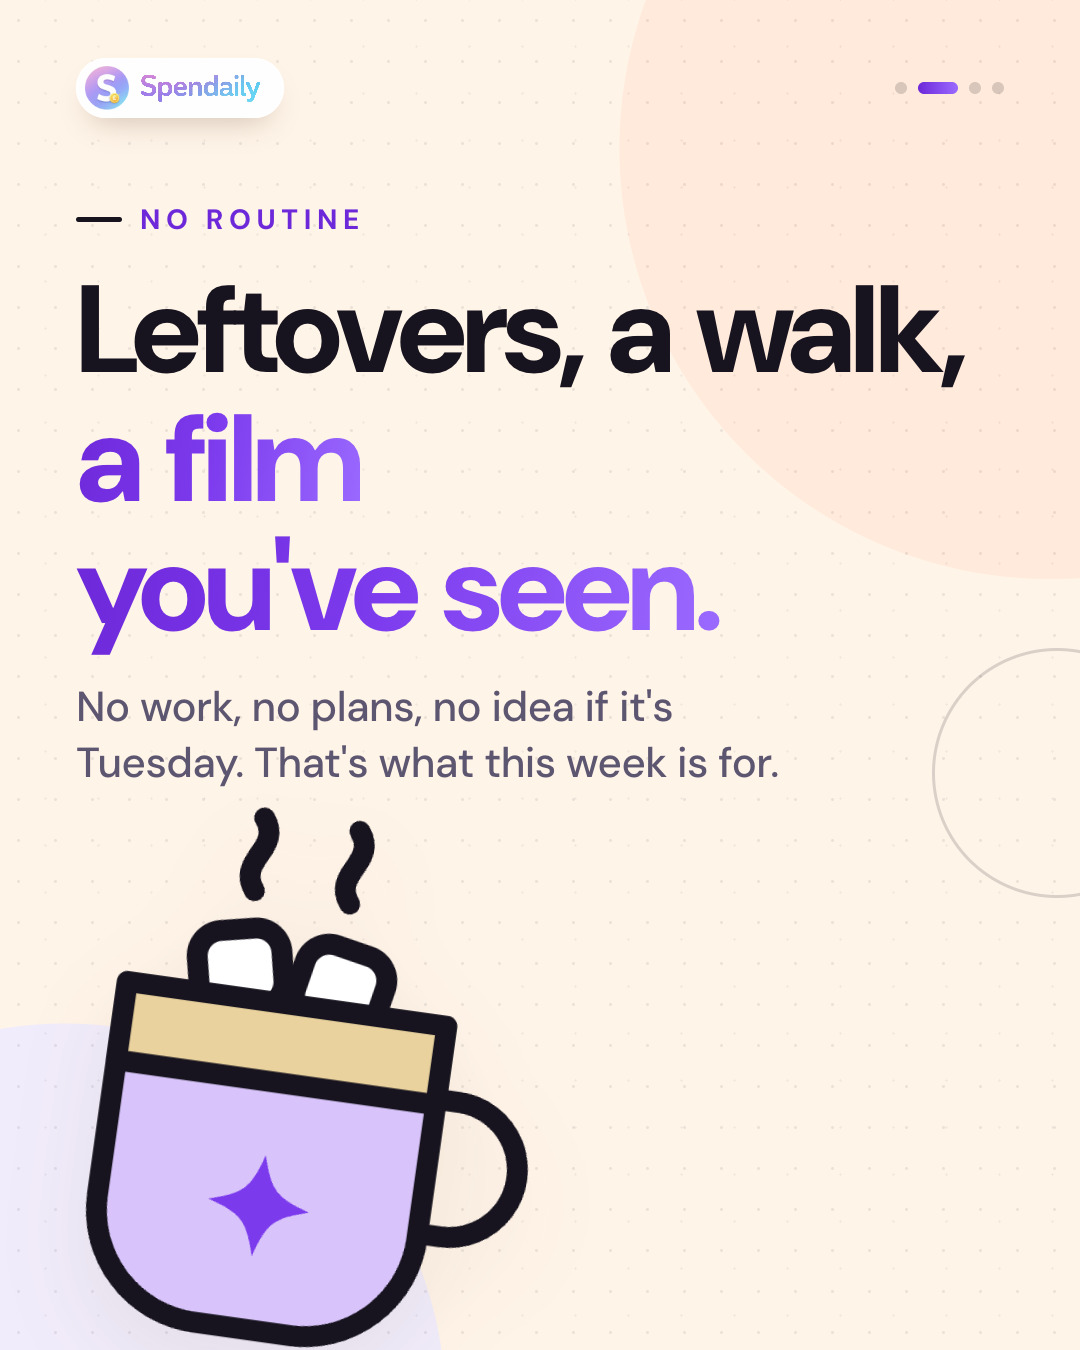 Spendaily
NO ROUTINE
Leftovers, a walk,
a film
you've seen.
No work, no plans, no idea if it's
Tuesday. That's what this week is for.